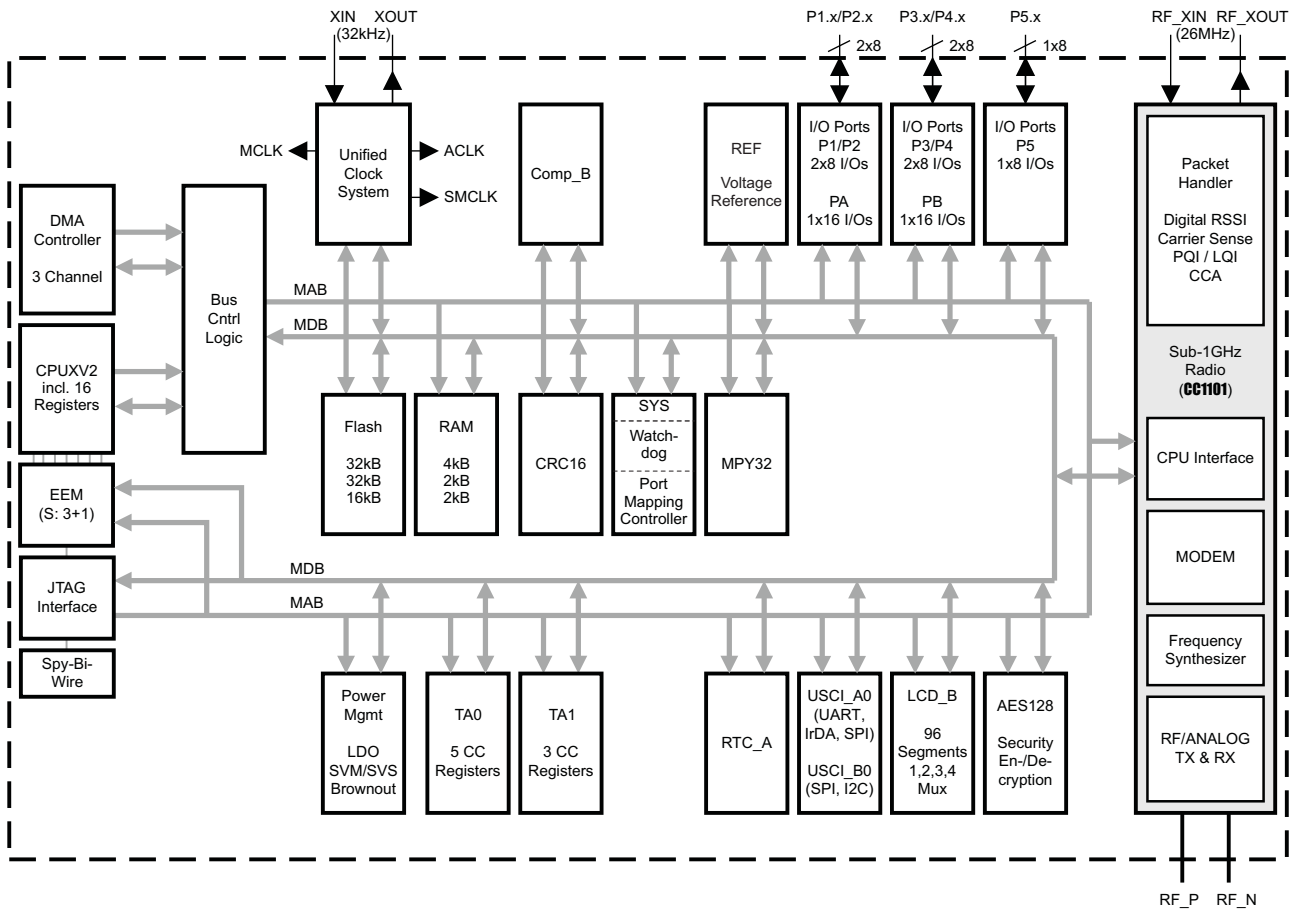 XIN XOUT
(32kHz)
P1.x/P2.x
2x8
P3.x/P4.x
2x8
P5.x
1x8
RF_XIN RF_XOUT
(26MHz)
MCLK
Unified
Clock
System
ACLK
SMCLK
Comp_B
REF
Voltage
Reference
I/O Ports
P1/P2
2x8 I/Os
PA
1x16 I/Os
I/O Ports
P3/P4
2x8 I/Os
PB
1x16 I/Os
I/O Ports
P5
1x8 I/Os
Packet
Handler
Digital RSSI
Carrier Sense
PQI / LQI
CCA
DMA
Controller
3 Channel
Bus
Cntrl
Logic
MAB
MDB
CPUXV2
incl. 16
Registers
Sub-1GHz
Radio
(CC1101)
Flash
32kB
32kB
16kB
RAM
4kB
2kB
2kB
CRC16
SYS
Watch-
dog
Port
Mapping
Controller
MPY32
CPU Interface
EEM
(S: 3+1)
MODEM
JTAG
Interface
MDB
MAB
Spy-Bi-
Wire
Frequency
Synthesizer
Power
Mgmt
LDO
SVM/SVS
Brownout
TA0
5 CC
Registers
TA1
3 CC
Registers
RTC_A
USCI_A0
(UART,
IrDA, SPI)
USCI_B0
(SPI, I2C)
LCD_B
96
Segments
1,2,3,4
Mux
AES128
Security
En-/De-
cryption
RF/ANALOG
TX & RX
RF_P RF_N